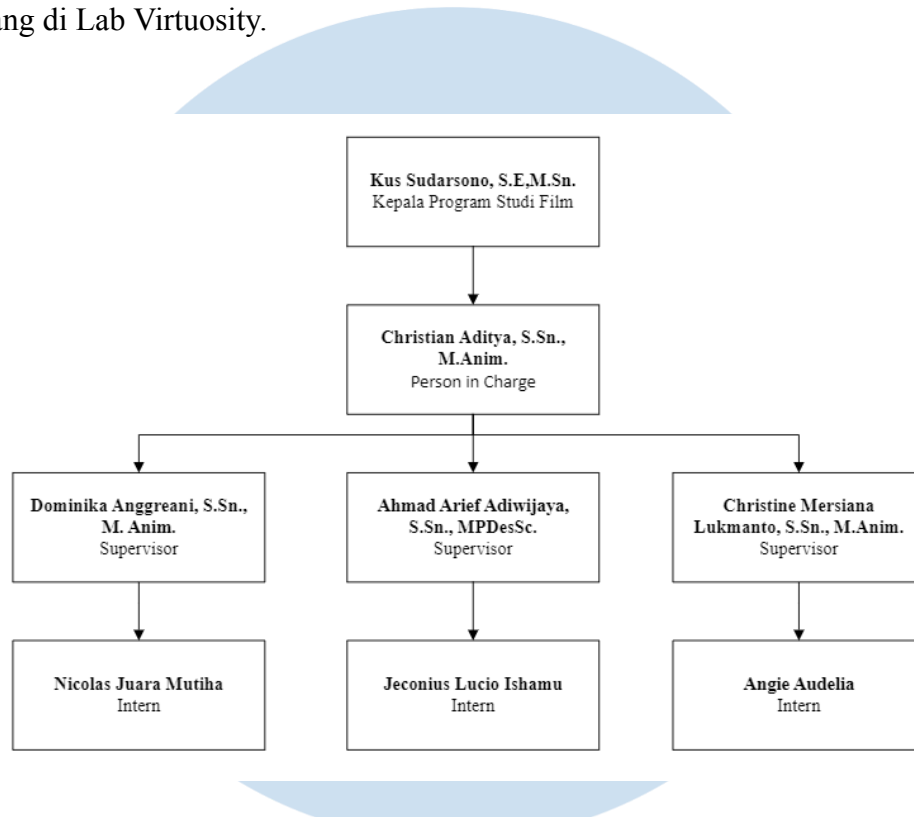 ang di Lab Virtuosity.
Kus Sudarsono, S.E,M.Sn.
Kepala Program Studi Film
Christian Aditya, S.Sn.,
M.Anim.
Person in Charge
Dominika Anggreani, S.Sn.,
M. Anim.
Supervisor
Ahmad Arief Adiwijaya,
S.Sn., MPDesSc.
Supervisor
Christine Mersiana
Lukmanto, S.Sn., M.Anim.
Supervisor
Nicolas Juara Mutiha
Intern
Jeconius Lucio Ishamu
Intern
Angie Audelia
Intern